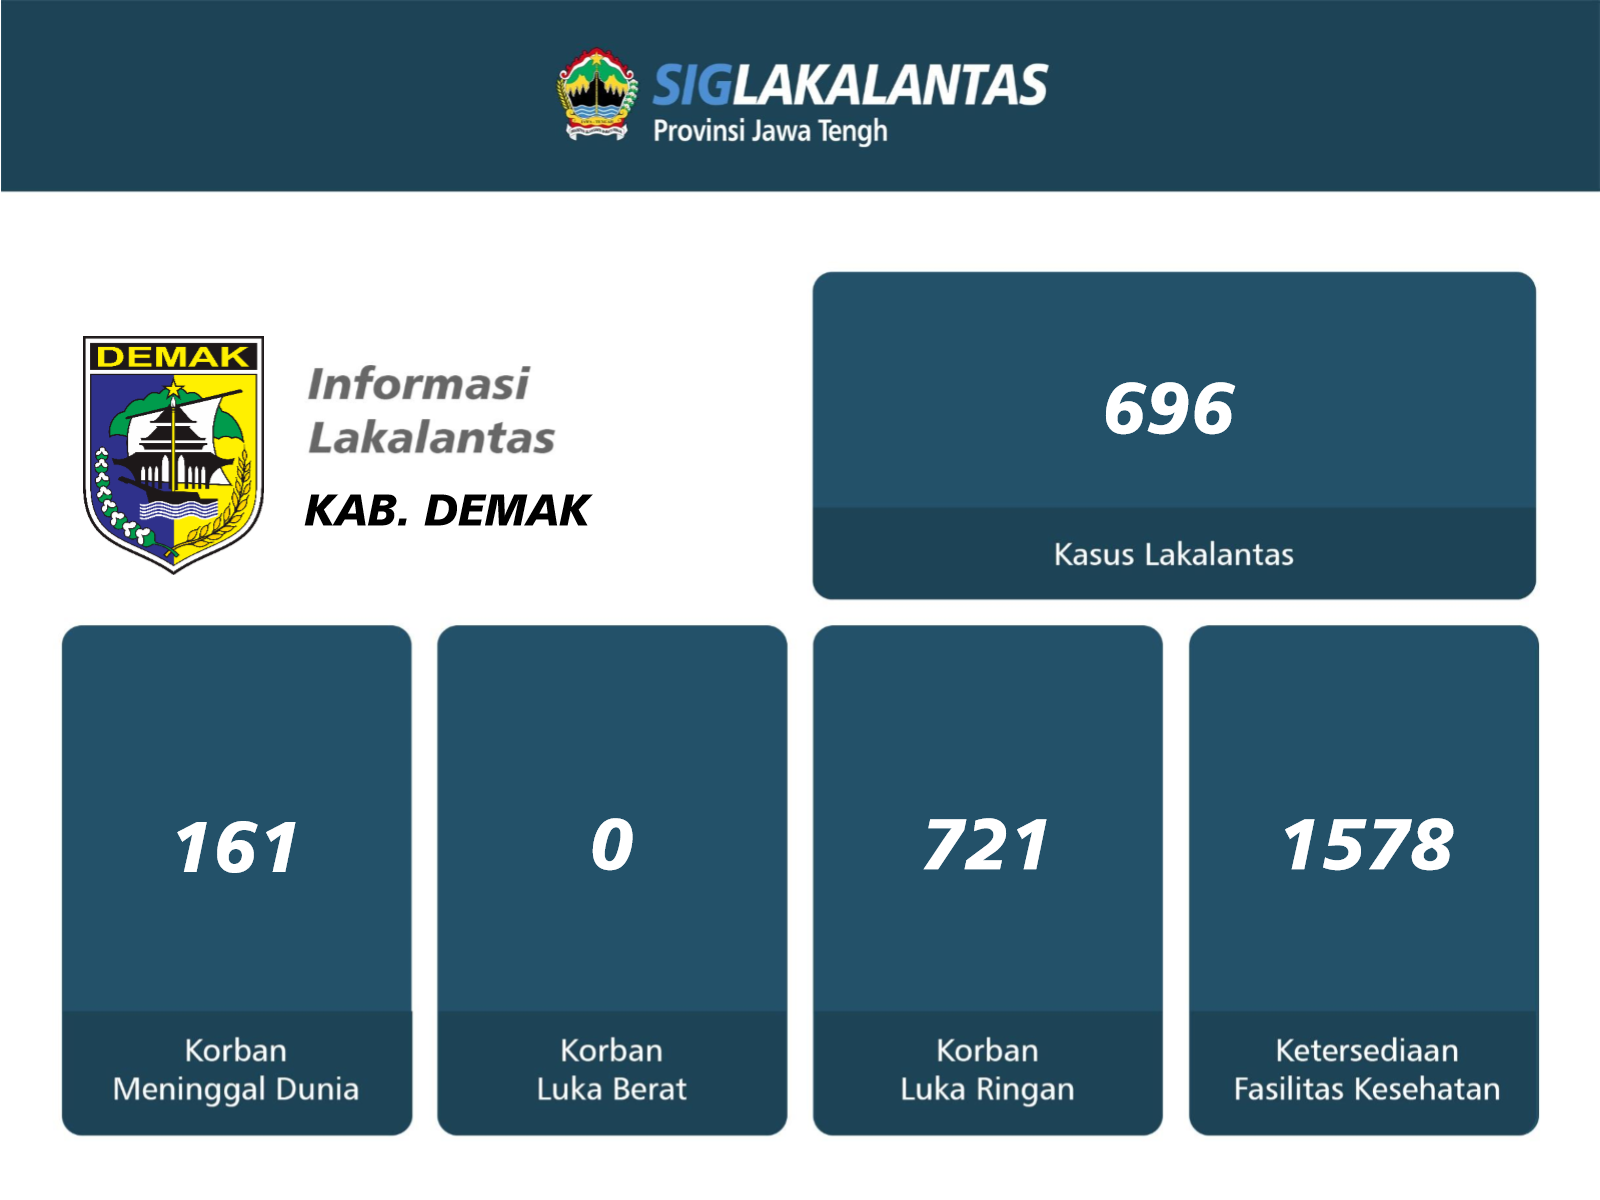 SIGLAKALANTAS
Provinsi Jawa Tengh
DEMAK
Informasi
Lakalantas
KAB. DEMAK
696
Kasus Lakalantas
161
Korban
Meninggal Dunia
0
Korban
Luka Berat
721
Korban
Luka Ringan
1578
Ketersediaan
Fasilitas Kesehatan